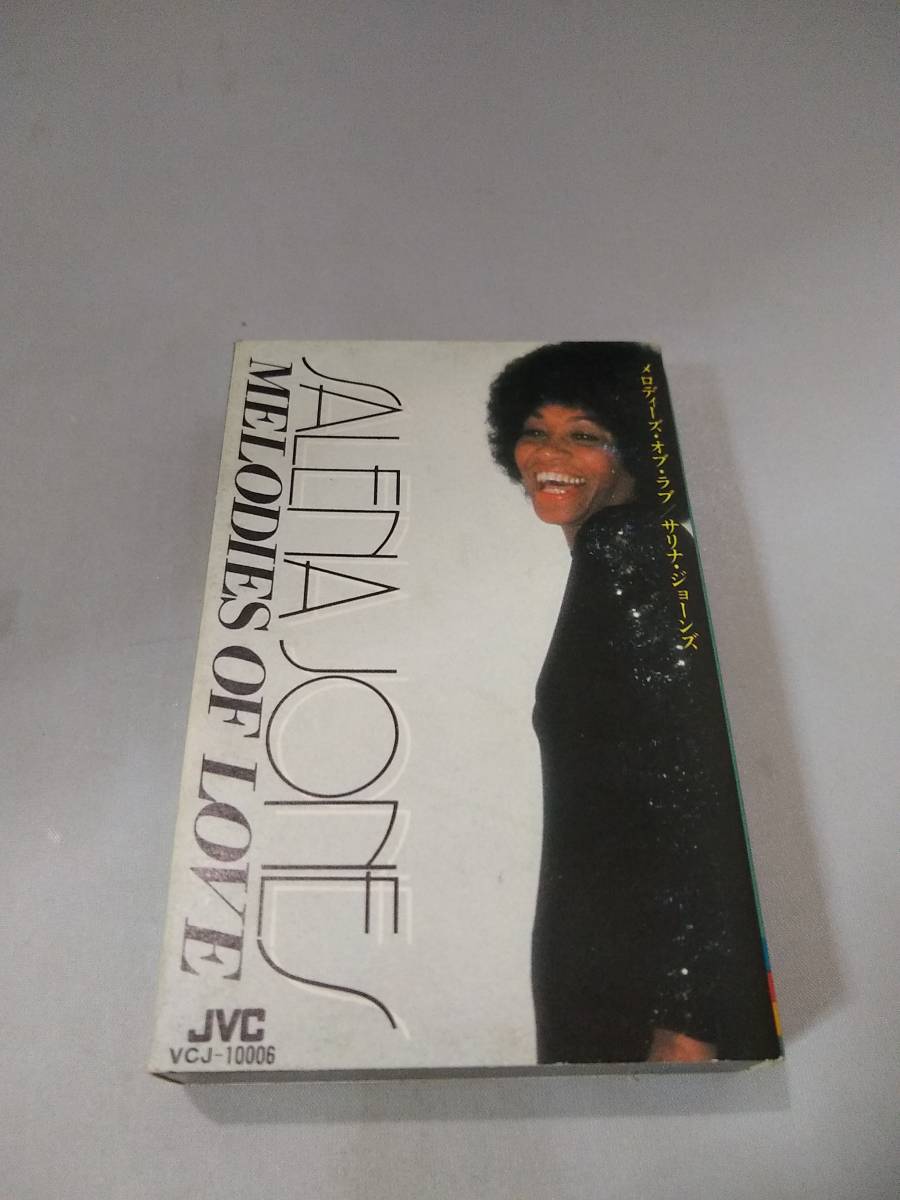 SALENA JONES
MELODIES OF LOVE
メロディーズ・オブ・ラブ/サリナ・ジョーンズ
JVC
VCJ-10006